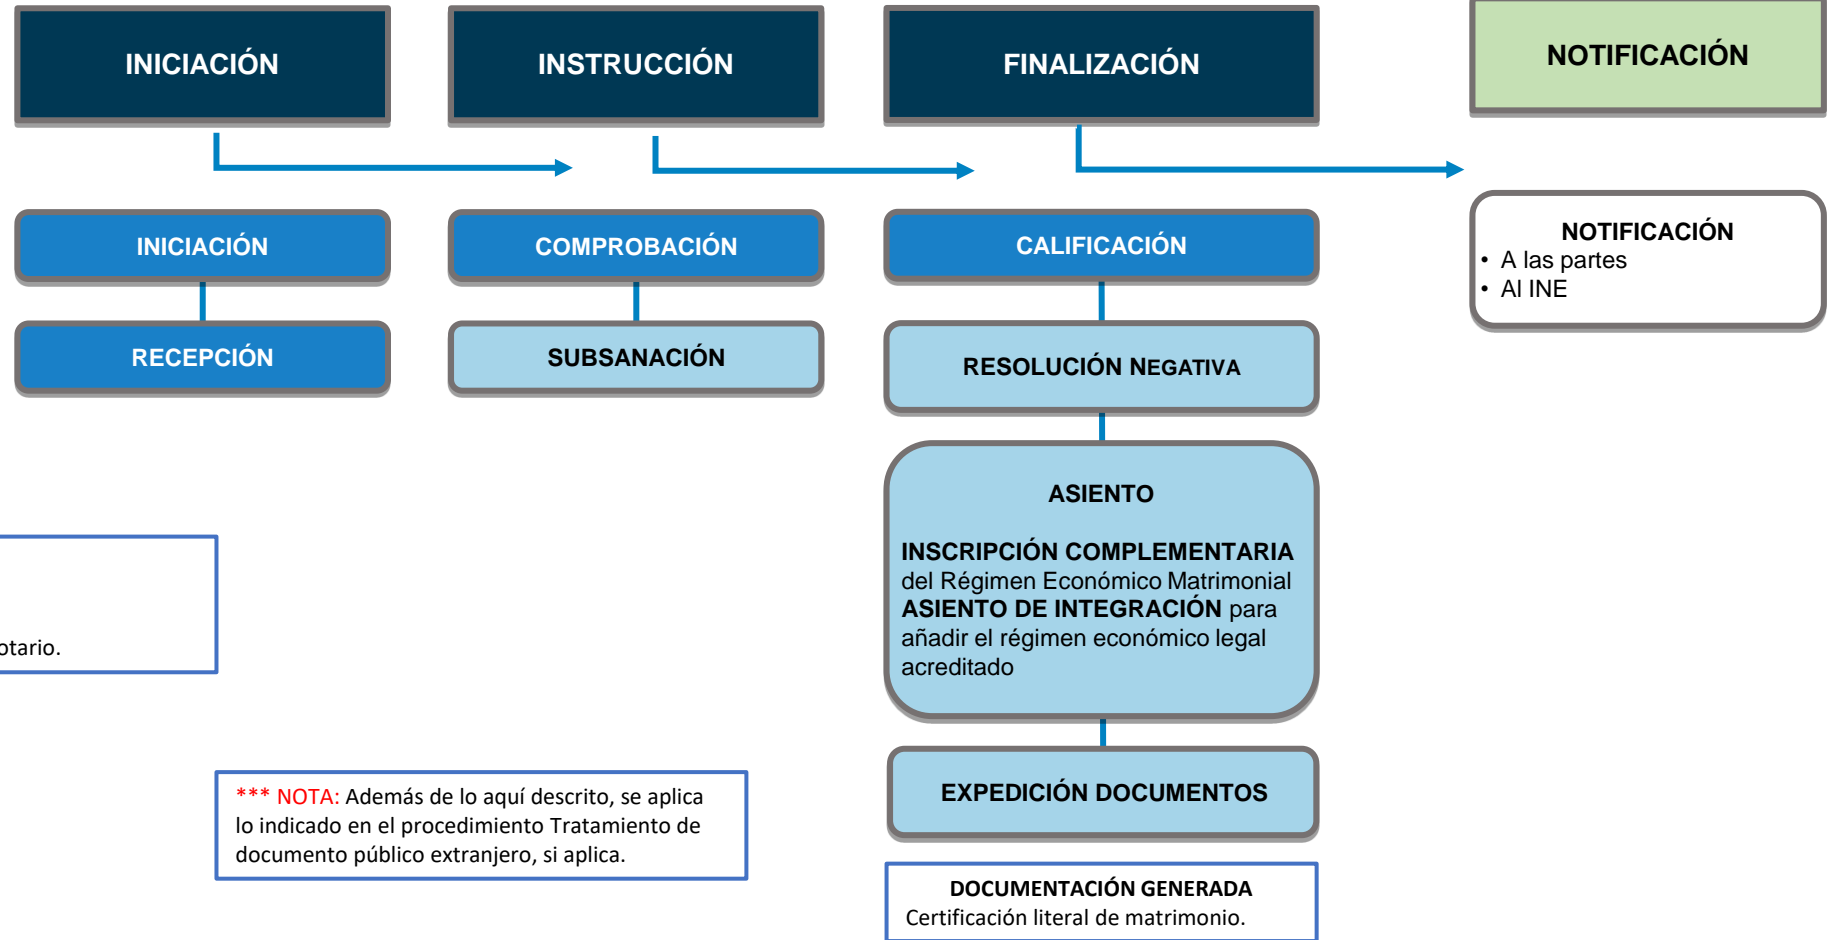 INICIACIÓN
INSTRUCCIÓN
FINALIZACIÓN
NOTIFICACIÓN
INICIACIÓN
RECEPCIÓN
COMPROBACIÓN
SUBSANACIÓN
CALIFICACIÓN
RESOLUCIÓN NEGATIVA
ASIENTO
INSCRIPCIÓN COMPLEMENTARIA
del Régimen Económico Matrimonial
ASIENTO DE INTEGRACIÓN para
añadir el régimen económico legal
acreditado
EXPEDICIÓN DOCUMENTOS
DOCUMENTACIÓN GENERADA
Certificación literal de matrimonio.
NOTIFICACIÓN
• A las partes
• Al INE
otario.
*** NOTA: Además de lo aquí descrito, se aplica
lo indicado en el procedimiento Tratamiento de
documento público extranjero, si aplica.